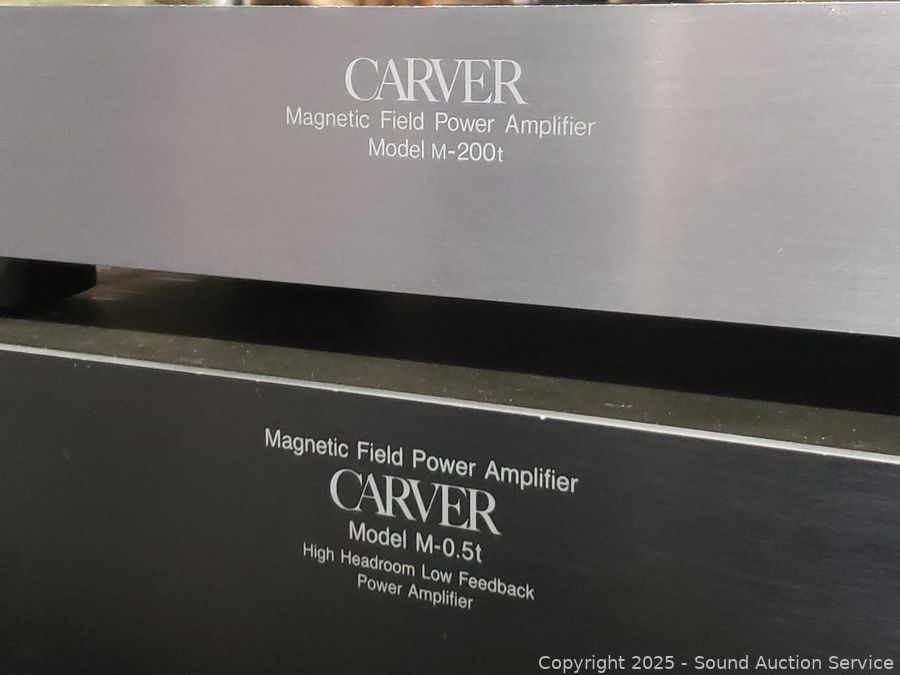 CARVER
Magnetic Field Power Amplifier
Model M-200t
Magnetic Field Power Amplifier
CARVER
Model M-0.5t
High Headroom Low Feedback
Power Amplifier
Copyright 2025 - Sound Auction Service